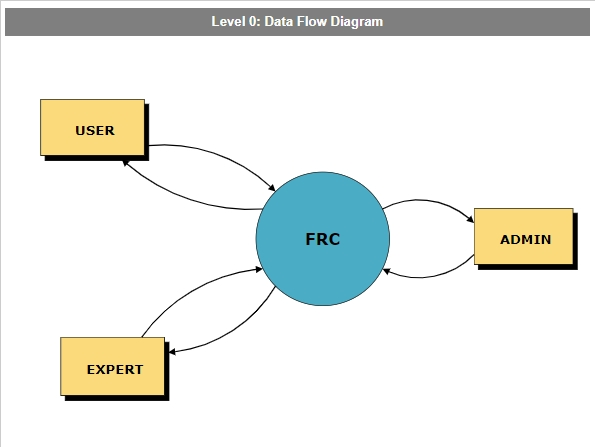 Level 0: Data Flow Diagram
USER
FRC
ADMIN
EXPERT